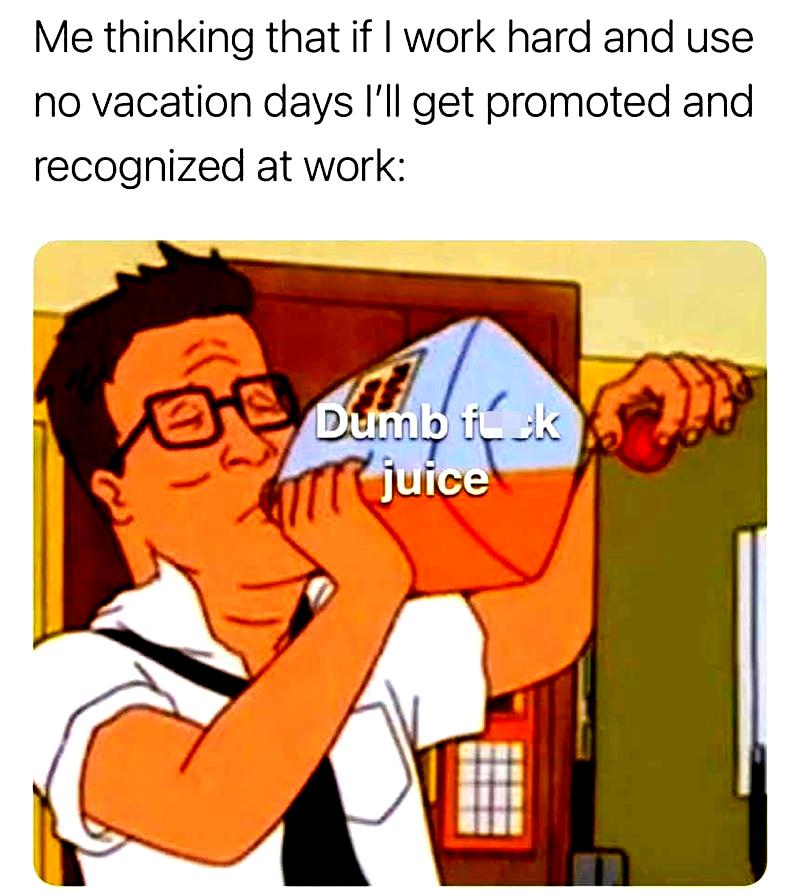 Me thinking that if I work hard and use
no vacation days I'll get promoted and
recognized at work:
Dumb
juice